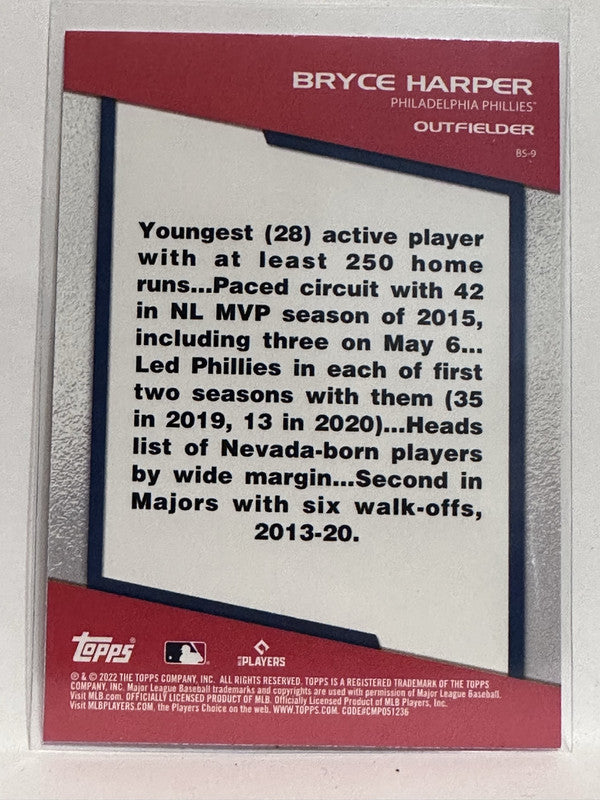 BRYCE HARPER
PHILADELPHIA PHILLIES™
OUTFIELDER
BS-9
Youngest (28) active player
with at least 250 home
runs...Paced circuit with 42
in NL MVP season of 2015,
including three on May 6...
Led Phillies in each of first
two seasons with them (35
in 2019, 13 in 2020)...Heads
list of Nevada-born players
by wide margin...Second in
Majors with six walk-offs,
2013-20.
Topps® PLAYERS
® & © 2022 THE TOPPS COMPANY, INC. ALL RIGHTS RESERVED. TOPPS IS A REGISTERED TRADEMARK OF THE TOPPS
COMPANY, INC. Major League Baseball trademarks and copyrights are used with permission of Major League Baseball.
Visit MLB.com. OFFICIALLY LICENSED PRODUCT OF MLB. Officially Licensed Product of MLB Players, Inc.
Visit MLBPLAYERS.COM, the Players Choice on the web. WWW.TOPPS.COM. CODE#CMP051236